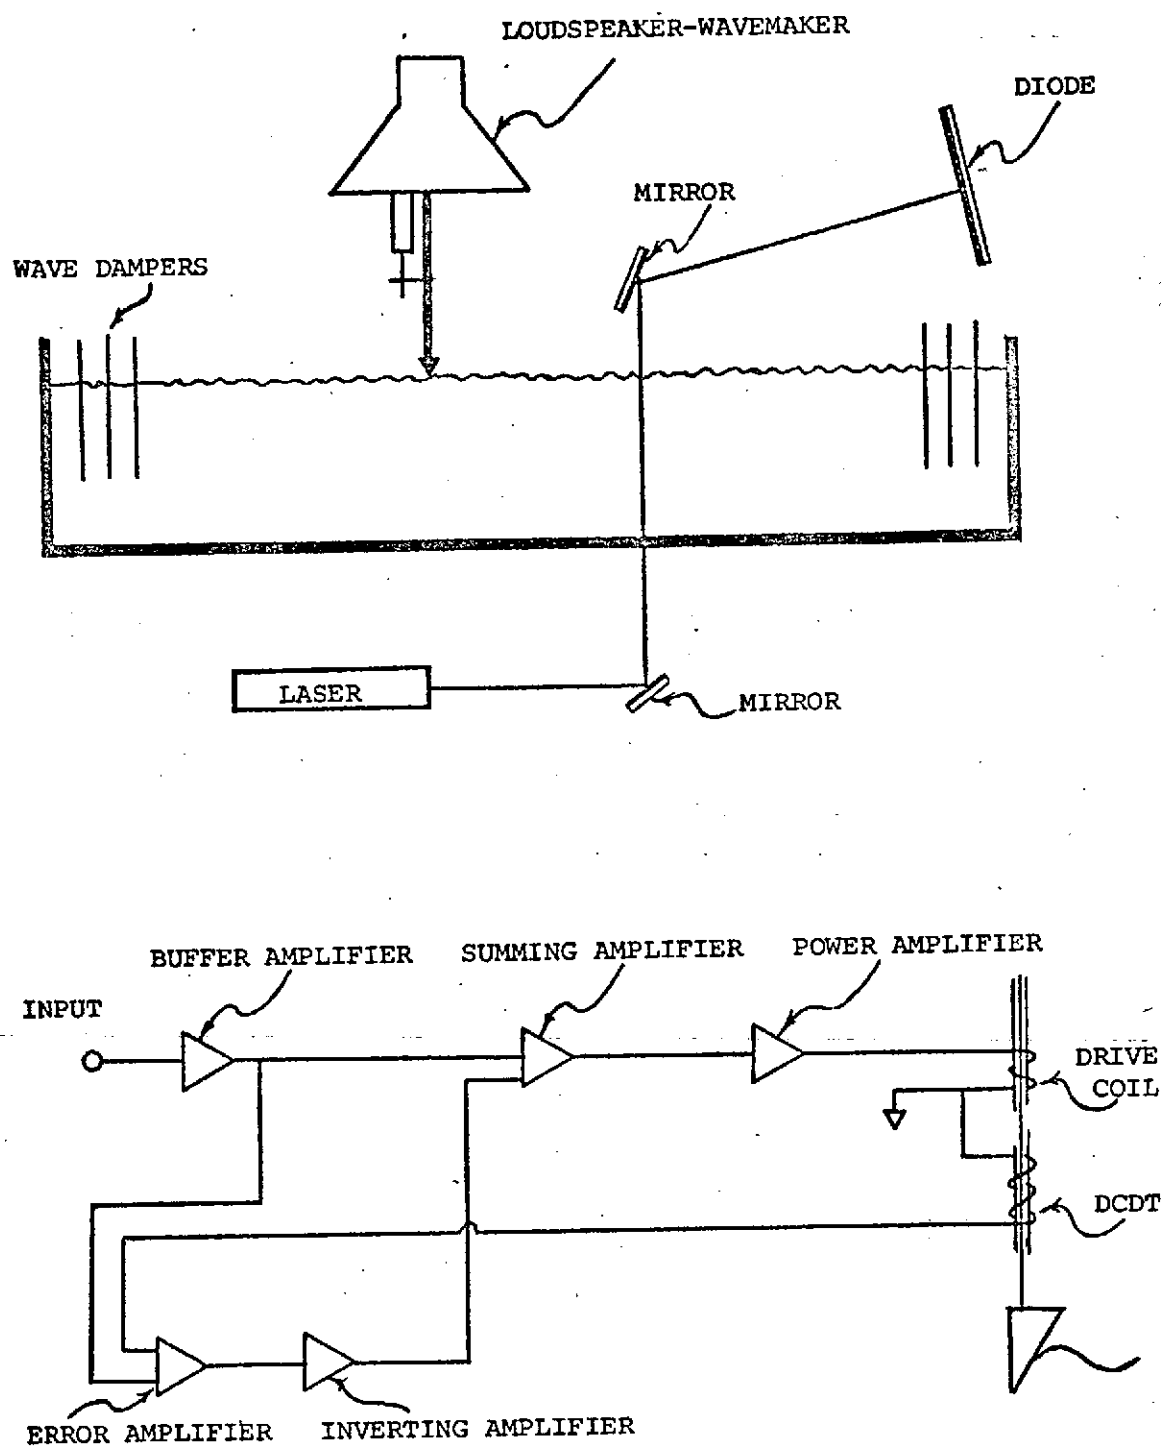 LOUDSPEAKER-WAVEMAKER
DIODE
MIRROR
WAVE DAMPERS
LASER
MIRROR
BUFFER AMPLIFIER
SUMMING AMPLIFIER
POWER AMPLIFIER
INPUT
DRIVE
COIL
DCDT
ERROR AMPLIFIER
INVERTING AMPLIFIER